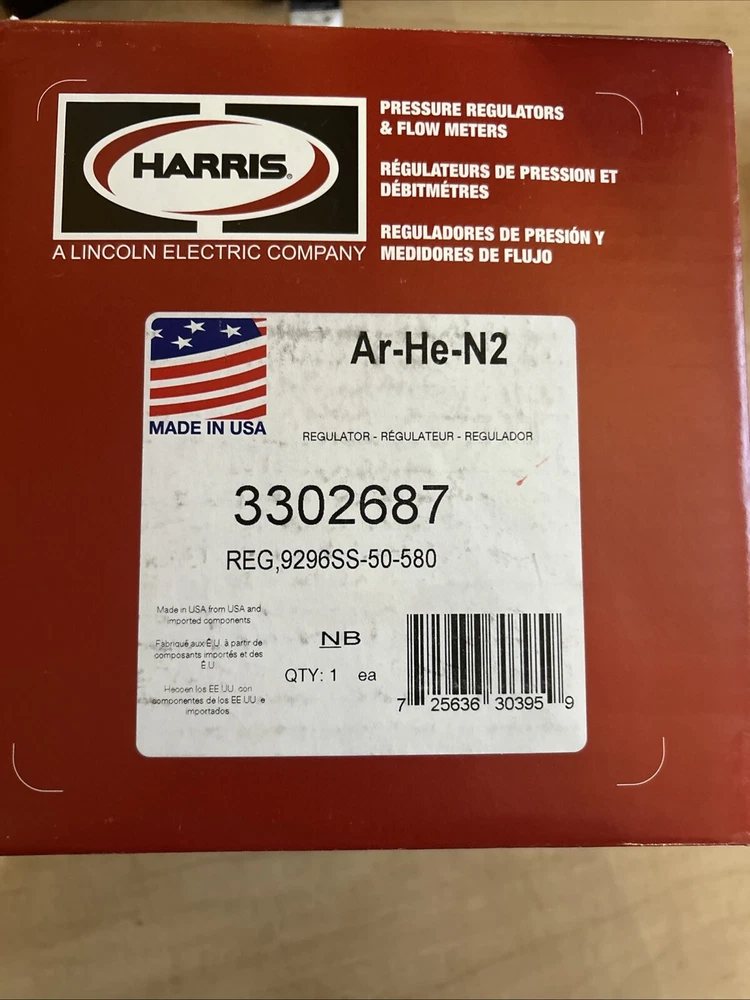 HARRIS®
A LINCOLN ELECTRIC COMPANY
PRESSURE REGULATORS
& FLOW METERS
RÉGULATEURS DE PRESSION ET
DÉBITMÉTRES
REGULADORES DE PRESIÓN Y
MEDIDORES DE FLUJO
MADE IN USA
Ar-He-N2
REGULATOR - RÉGULATEUR - REGULADOR
3302687
REG,9296SS-50-580
Made in USA from USA and
imported components
Fabriqué aux É.U. à partir de
composants importés et des
É.U
Hecoen los EE.UU. con
componentes de los EE.UU. e
importados
NB
QTY: 1 ea
7 25636 30395 9